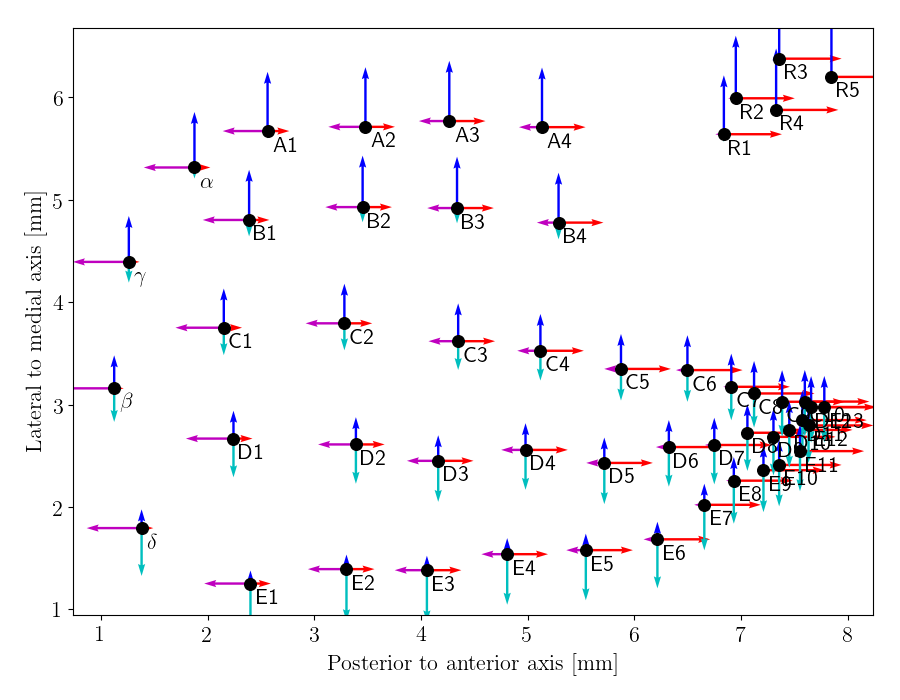 R3
R5
R2
R4
6
A1
A2
A3
A4
R1
α
5
B1
B2
B3
B4
γ
4
C1
C2
C3
C4
C5
C6
C7
C8
3
β
D1
D2
D3
D4
D5
D6
D7
D8
E11
E10
E9
E8
E7
2
δ
E6
E5
E4
E3
E2
E1
1
1 2 3 4 5 6 7 8
Posterior to anterior axis [mm]
Lateral to medial axis [mm]